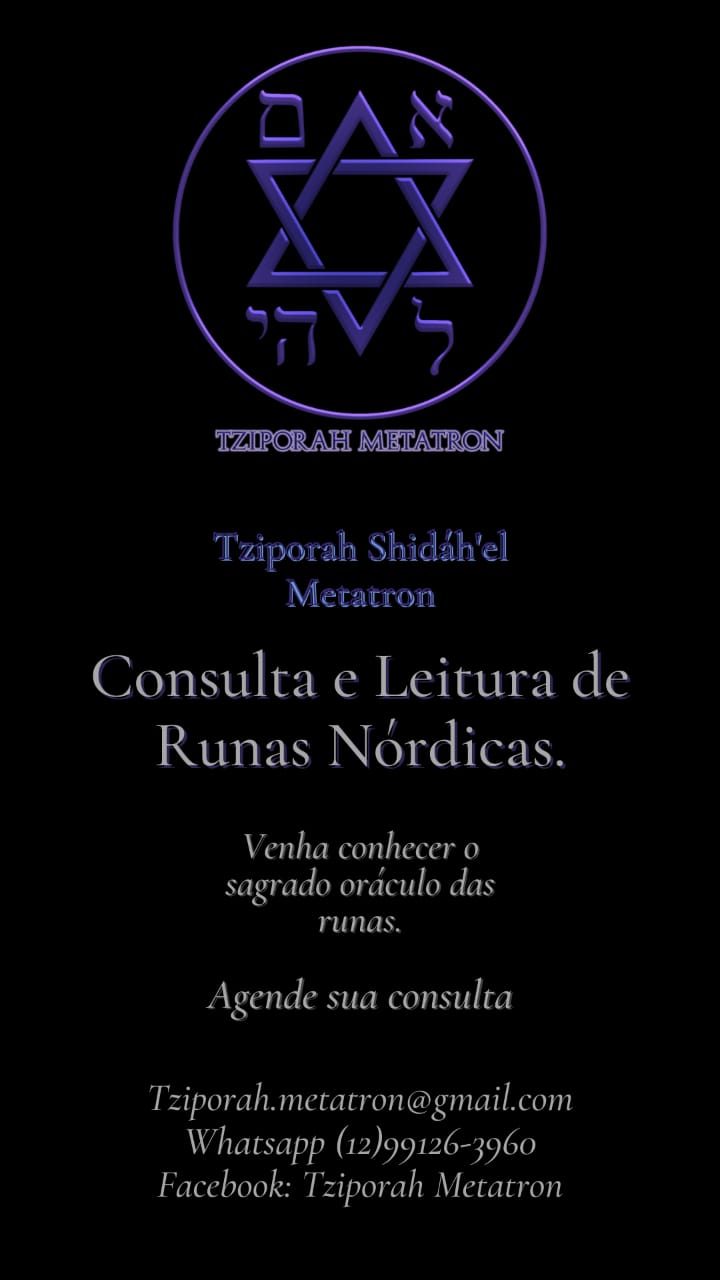 ם א
הי ל
TZIPORAH METATRON
Tziporah Shidáh'el
Metatron
Consulta e Leitura de
Runas Nórdicas.
Venha conhecer o
sagrado oráculo das
runas.
Agende sua consulta
Tziporah.metatron@gmail.com
Whatsapp (12)99126-3960
Facebook: Tziporah Metatron